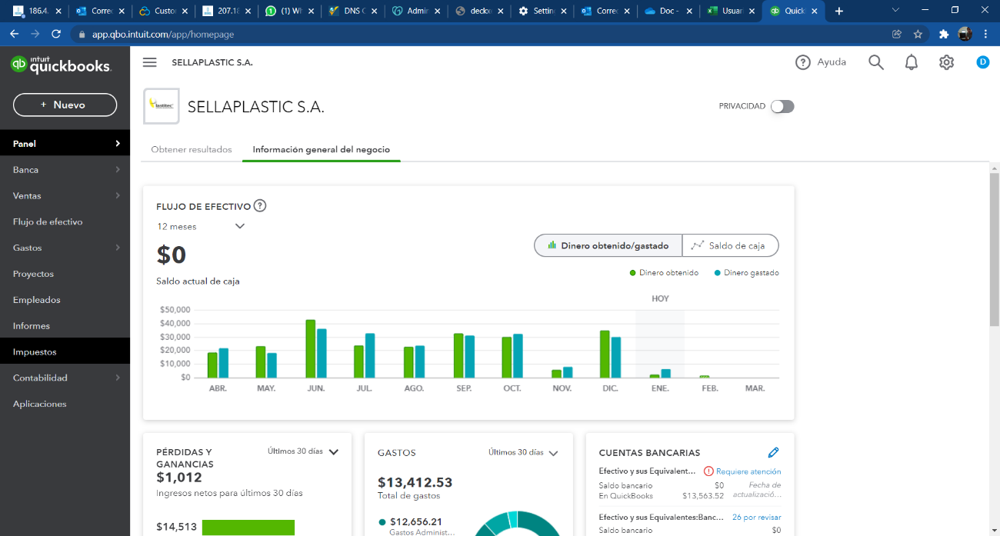 186.4.
Correo
Custo
207.18
(1) Wh
DNS
Admin
deckxe
Setting
Correo
Doc -
Usuar
Quick
app.qbo.intuit.com/app/homepage
intuit
quickbooks.
SELLAPLASTIC S.A.
Ayuda
D
+ Nuevo
SELLAPLASTIC S.A.
PRIVACIDAD
Panel
Banca
Ventas
Flujo de efectivo
Gastos
Proyectos
Empleados
Informes
Impuestos
Contabilidad
Aplicaciones
Obtener resultados
Información general del negocio
FLUJO DE EFECTIVO ?
12 meses
$0
Saldo actual de caja
Dinero obtenido/gastado
Saldo de caja
Dinero obtenido
Dinero gastado
HOY
$50,000
$40,000
$30,000
$20,000
$10,000
$0
ABR. MAY. JUN. JUL. AGO. SEP. OCT. NOV. DIC. ENE. FEB. MAR.
PÉRDIDAS Y
GANANCIAS
Últimos 30 días
$1,012
Ingresos netos para últimos 30 días
$14,513
GASTOS
Últimos 30 días
$13,412.53
Total de gastos
$12,656.21
Gastos Administ...
CUENTAS BANCARIAS
Efectivo y sus Equivalent...
Requiere atención
Saldo bancario $0
En QuickBooks $13,563.52
Fecha de
actualizació...
Efectivo y sus Equivalentes:Banc...
26 por revisar
Saldo bancario $0